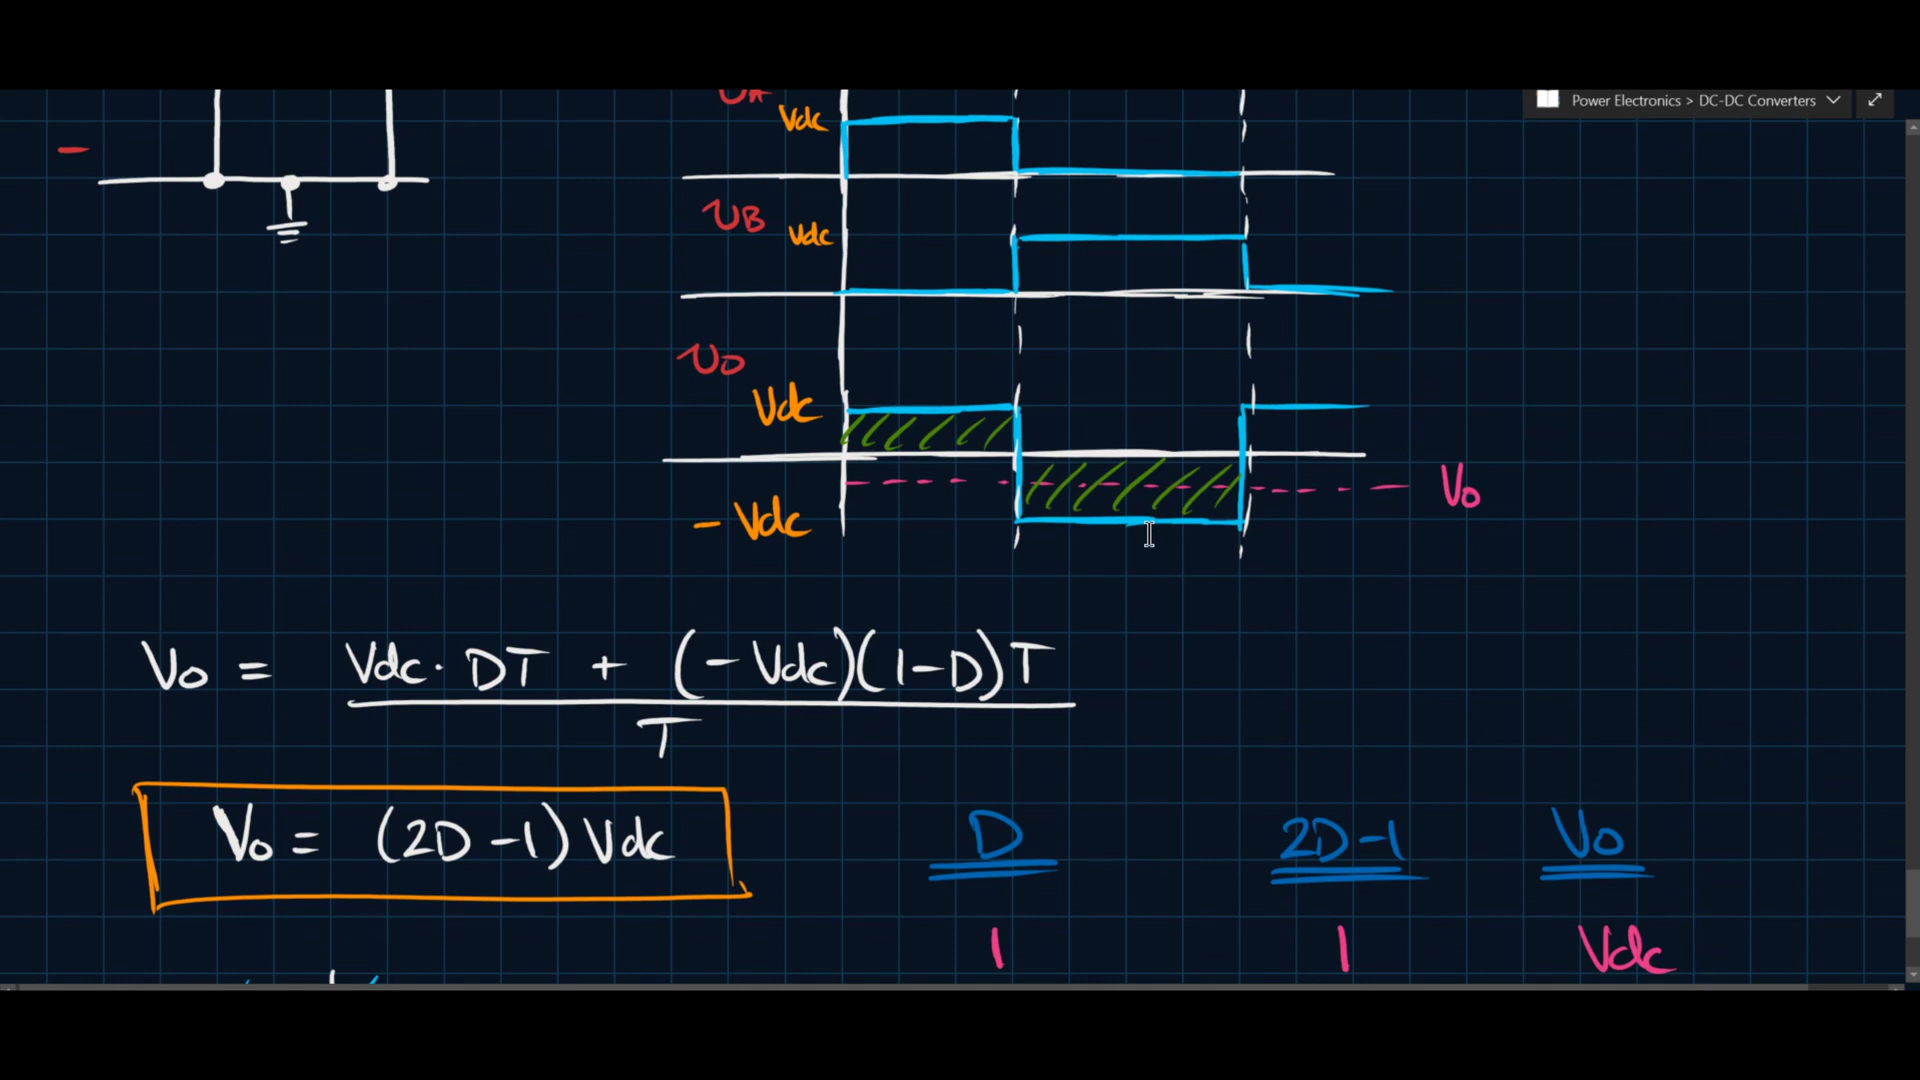 Power Electronics > DC-DC Converters
-
Vdc
VB
Vdc
Vo
Vdc
Vo
- Vdc
Vo = Vdc · DT + (-Vdc)(1-D)T
T
Vo = (2D-1) Vdc
D 2D-1 Vo
1 1 Vdc